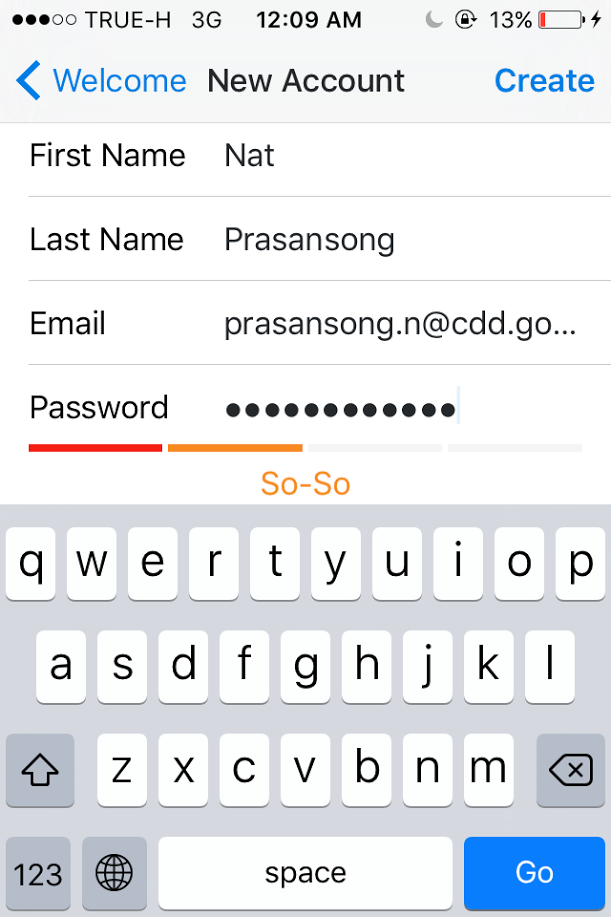 TRUE-H 3G 12:09 AM 13%
Welcome New Account Create
First Name Nat
Last Name Prasansong
Email prasansong.n@cdd.go...
Password ●●●●●●●●●●●●
So-So
q w e r t y u i o p
a s d f g h j k l
z x c v b n m
123 space Go